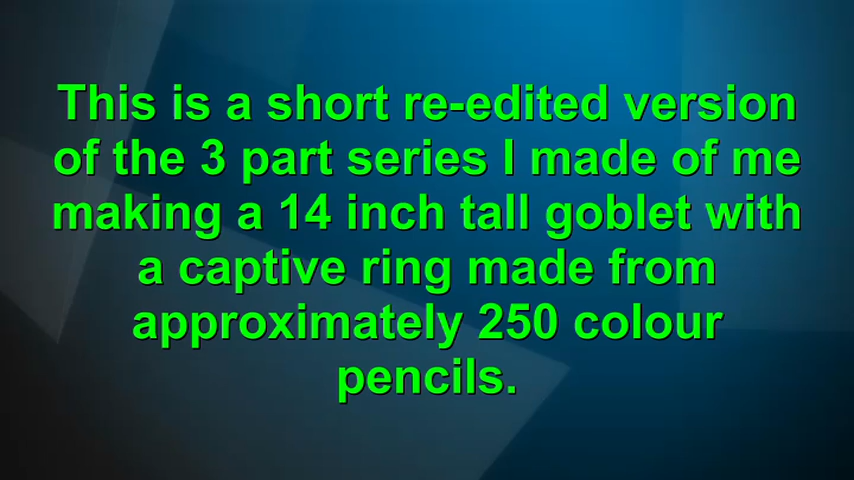 This is a short re-edited version
of the 3 part series I made of me
making a 14 inch tall goblet with
a captive ring made from
approximately 250 colour
pencils.